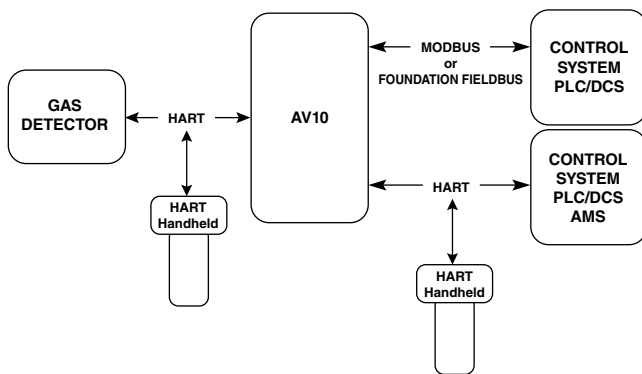 GAS
DETECTOR
HART
HART
Handheld
AV10
MODBUS
or
FOUNDATION FIELDBUS
CONTROL
SYSTEM
PLC/DCS
HART
CONTROL
SYSTEM
PLC/DCS
AMS
HART
Handheld